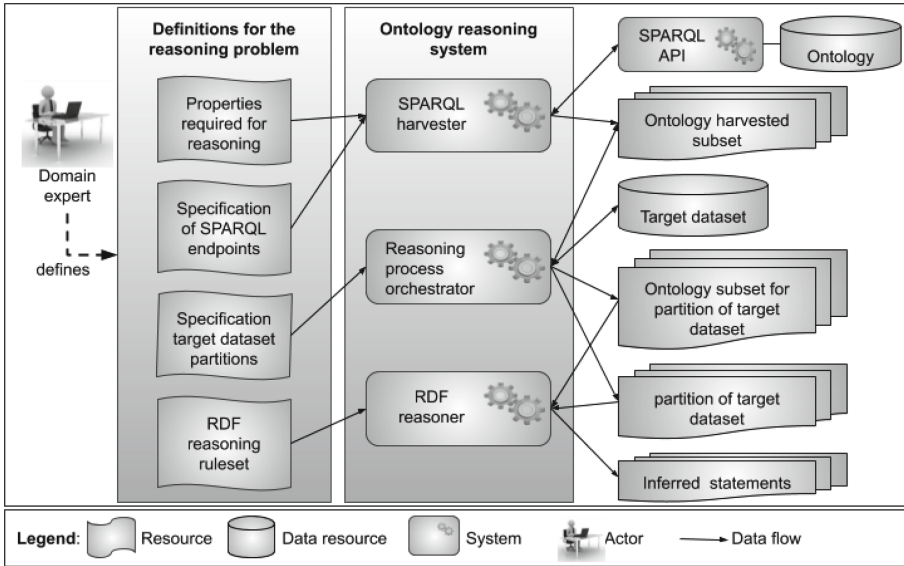 Definitions for the
reasoning problem
Ontology reasoning
system
Domain
expert
defines
Properties
required for
reasoning
Specification
of SPARQL
endpoints
Specification
target dataset
partitions
RDF
reasoning
ruleset
SPARQL
harvester
Reasoning
process
orchestrator
RDF
reasoner
SPARQL
API
Ontology
Ontology harvested
subset
Target dataset
Ontology subset for
partition of target
dataset
partition of target
dataset
Inferred statements
Legend: Resource Data resource System Actor Data flow